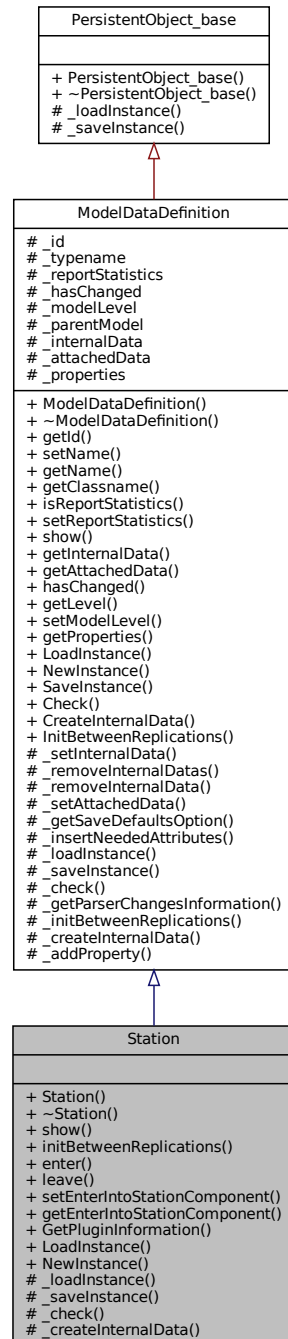 PersistentObject_base
+ PersistentObject_base()
+ ~PersistentObject_base()
# _loadInstance()
# _saveInstance()
ModelDataDefinition
# _id
# _typename
# _reportStatistics
# _hasChanged
# _modelLevel
# _parentModel
# _internalData
# _attachedData
# _properties
+ ModelDataDefinition()
+ ~ModelDataDefinition()
+ getId()
+ setName()
+ getName()
+ getClassname()
+ isReportStatistics()
+ setReportStatistics()
+ show()
+ getInternalData()
+ getAttachedData()
+ hasChanged()
+ getLevel()
+ setModelLevel()
+ getProperties()
+ LoadInstance()
+ NewInstance()
+ SaveInstance()
+ Check()
+ CreateInternalData()
+ InitBetweenReplications()
# _setInternalData()
# _removeInternalDatas()
# _removeInternalData()
# _setAttachedData()
# _getSaveDefaultsOption()
# _insertNeededAttributes()
# _loadInstance()
# _saveInstance()
# _check()
# _getParserChangesInformation()
# _initBetweenReplications()
# _createInternalData()
# _addProperty()
Station
+ Station()
+ ~Station()
+ show()
+ initBetweenReplications()
+ enter()
+ leave()
+ setEnterIntoStationComponent()
+ getEnterIntoStationComponent()
+ GetPluginInformation()
+ LoadInstance()
+ NewInstance()
# _loadInstance()
# _saveInstance()
# _check()
# _createInternalData()